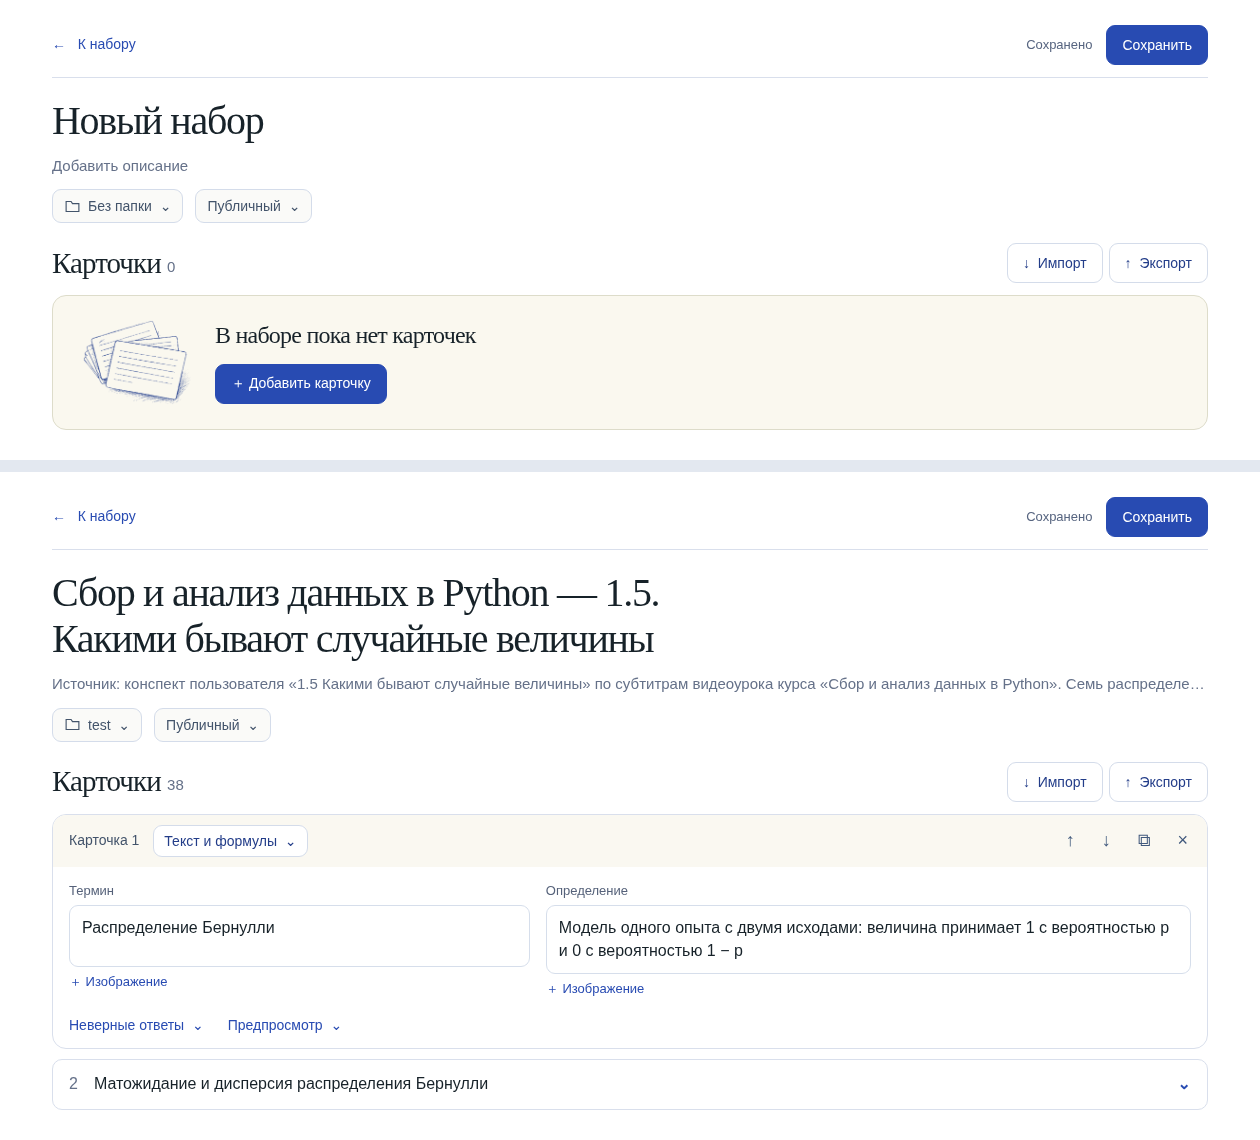 ← К набору
Сохранено
Сохранить
Новый набор
Добавить описание
Без папки
Публичный
Карточки 0
↓ Импорт
↑ Экспорт
В наборе пока нет карточек
+ Добавить карточку
← К набору
Сохранено
Сохранить
Сбор и анализ данных в Python — 1.5.
Какими бывают случайные величины
Источник: конспект пользователя «1.5 Какими бывают случайные величины» по субтитрам видеоурока курса «Сбор и анализ данных в Python». Семь распределе…
test
Публичный
Карточки 38
↓ Импорт
↑ Экспорт
Карточка 1
Текст и формулы
↑ ↓ ⧉ ×
Термин
Распределение Бернулли
+ Изображение
Определение
Модель одного опыта с двумя исходами: величина принимает 1 с вероятностью p
и 0 с вероятностью 1 − p
+ Изображение
Неверные ответы
Предпросмотр
2 Матожидание и дисперсия распределения Бернулли